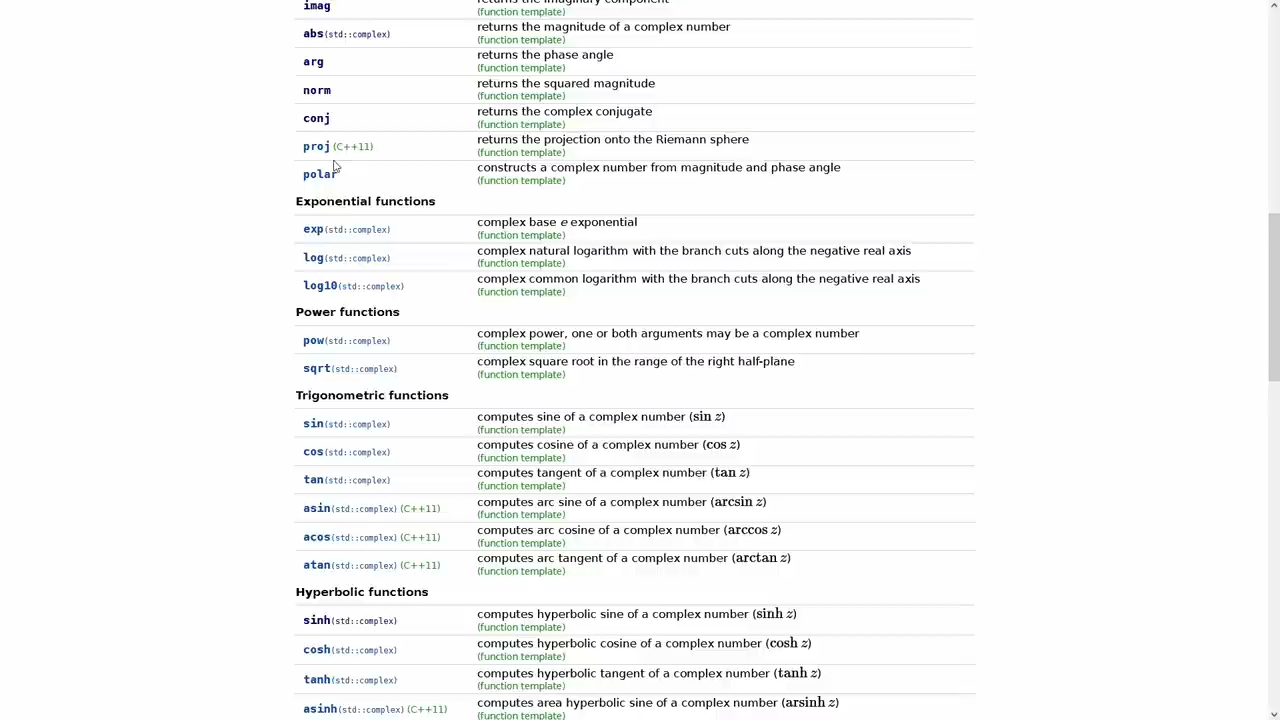 imag
returns the imaginary component
(function template)
abs(std::complex)
returns the magnitude of a complex number
(function template)
arg
returns the phase angle
(function template)
norm
returns the squared magnitude
(function template)
conj
returns the complex conjugate
(function template)
proj (C++11)
returns the projection onto the Riemann sphere
(function template)
polar
constructs a complex number from magnitude and phase angle
(function template)
Exponential functions
exp(std::complex)
complex base e exponential
(function template)
log(std::complex)
complex natural logarithm with the branch cuts along the negative real axis
(function template)
log10(std::complex)
complex common logarithm with the branch cuts along the negative real axis
(function template)
Power functions
pow(std::complex)
complex power, one or both arguments may be a complex number
(function template)
sqrt(std::complex)
complex square root in the range of the right half-plane
(function template)
Trigonometric functions
sin(std::complex)
computes sine of a complex number (sin z)
(function template)
cos(std::complex)
computes cosine of a complex number (cos z)
(function template)
tan(std::complex)
computes tangent of a complex number (tan z)
(function template)
asin(std::complex) (C++11)
computes arc sine of a complex number (arcsin z)
(function template)
acos(std::complex) (C++11)
computes arc cosine of a complex number (arccos z)
(function template)
atan(std::complex) (C++11)
computes arc tangent of a complex number (arctan z)
(function template)
Hyperbolic functions
sinh(std::complex)
computes hyperbolic sine of a complex number (sinh z)
(function template)
cosh(std::complex)
computes hyperbolic cosine of a complex number (cosh z)
(function template)
tanh(std::complex)
computes hyperbolic tangent of a complex number (tanh z)
(function template)
asinh(std::complex) (C++11)
computes area hyperbolic sine of a complex number (arsinh z)
(function template)